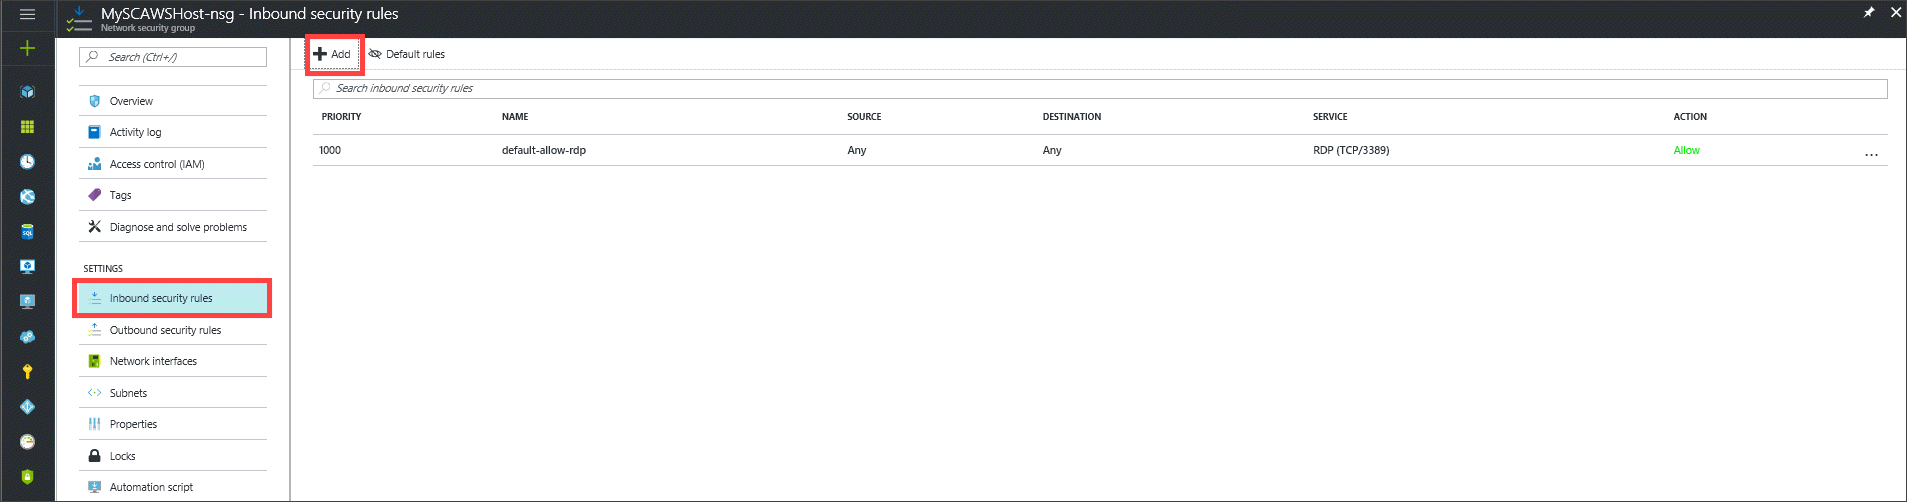 MySCAWSHost-nsg - Inbound security rules
Network security group
Search (Ctrl+/)
Overview
Activity log
Access control (IAM)
Tags
Diagnose and solve problems
SETTINGS
Inbound security rules
Outbound security rules
Network interfaces
Subnets
Properties
Locks
Automation script
Add Default rules
Search inbound security rules
PRIORITY NAME SOURCE DESTINATION SERVICE ACTION
1000 default-allow-rdp Any Any RDP (TCP/3389) Allow ...